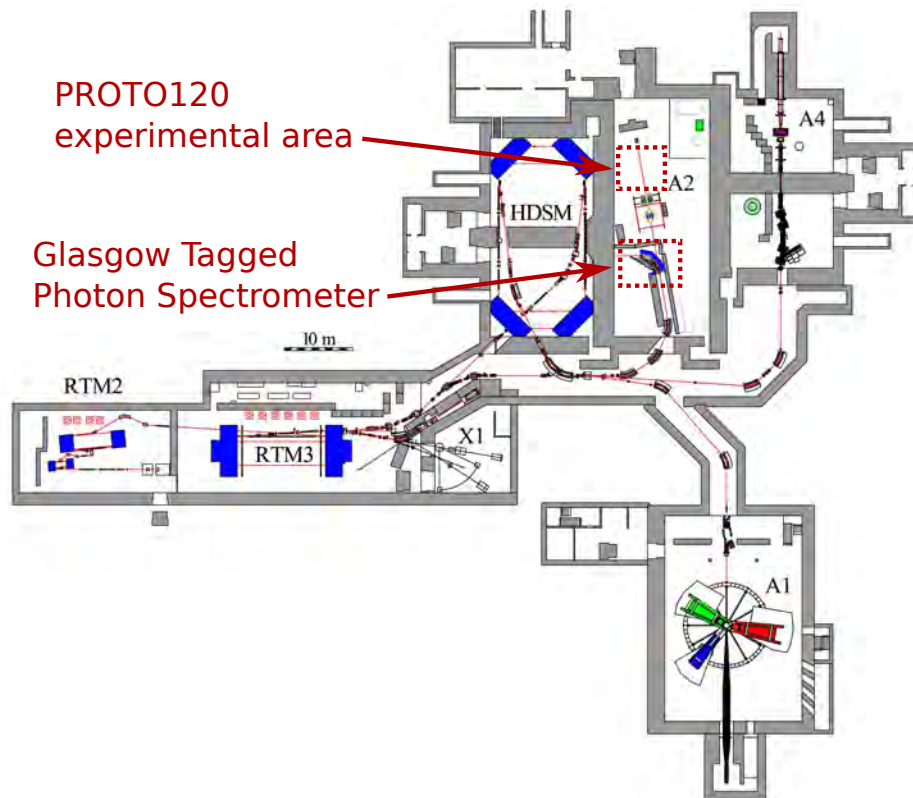 PROTO120
experimental area
A4
A2
HDSM
Glasgow Tagged
Photon Spectrometer
10 m
RTM2
RTM3
X1
A1